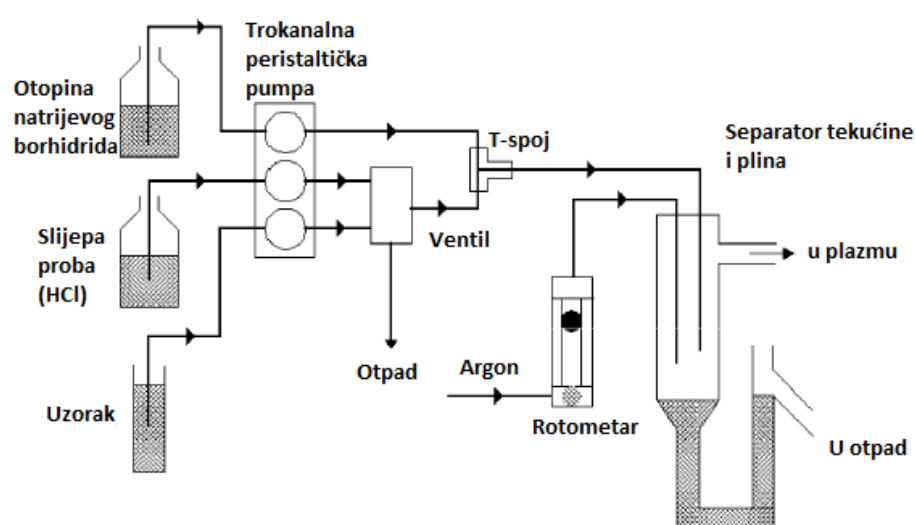 Otopina
natrijevog
borhidrida
Trokanalna
peristaltička
pumpa
T-spoj
Separator tekućine
i plina
Slijepa
proba
(HCl)
Ventil
u plazmu
Uzorak
Otpad
Argon
Rotometar
U otpad